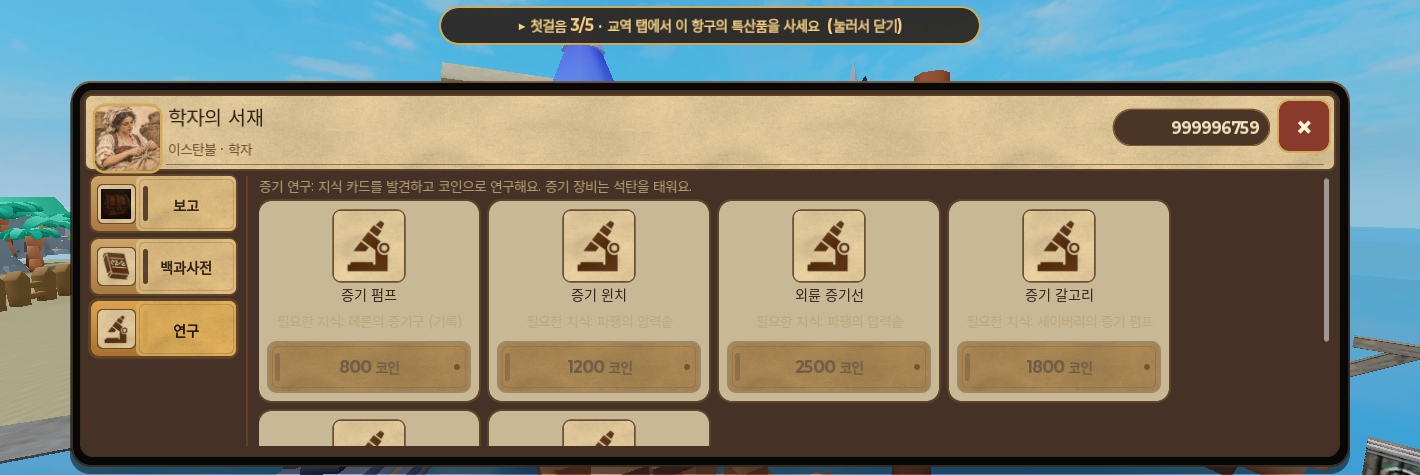 ▸ 첫걸음 3/5 · 교역 탭에서 이 항구의 특산품을 사세요 (눌러서 닫기)
학자의 서재
이스탄불 · 학자
999996759
×
보고
백과사전
연구
증기 연구: 지식 카드를 발견하고 코인으로 연구해요. 증기 장비는 석탄을 태워요.
증기 펌프
필요한 지식: 헤론의 증기구 (기록)
800 코인
증기 윈치
필요한 지식: 파팽의 압력솥
1200 코인
외륜 증기선
필요한 지식: 파팽의 압력솥
2500 코인
증기 갈고리
필요한 지식: 세이버리의 증기 펌프
1800 코인